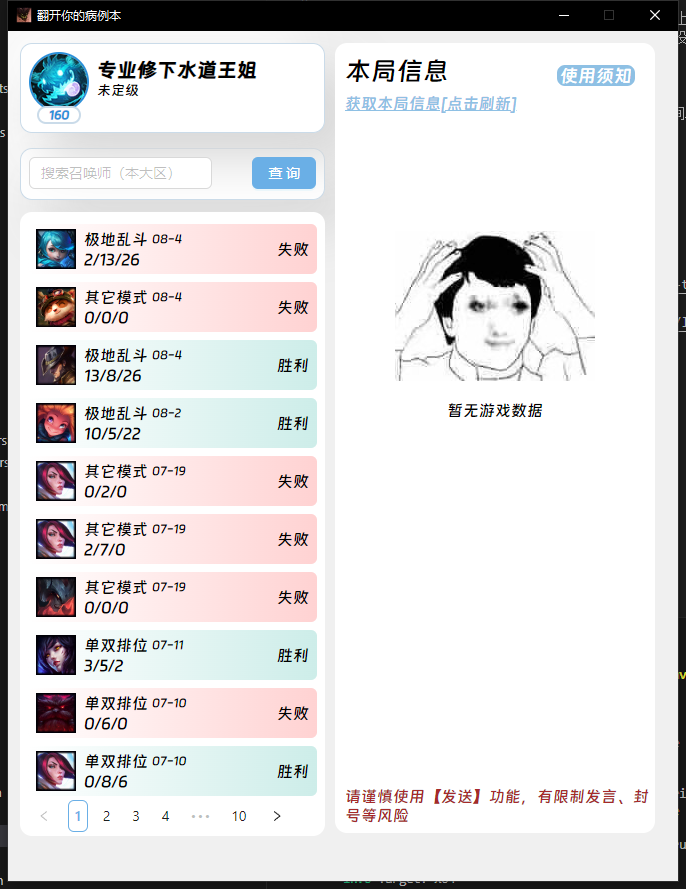 翻开你的病例本
专业修下水道王姐
未定级
160
搜索召唤师（本大区）
查 询
极地乱斗 08-4
2/13/26
失败
其它模式 08-4
0/0/0
失败
极地乱斗 08-4
13/8/26
胜利
极地乱斗 08-2
10/5/22
胜利
其它模式 07-19
0/2/0
失败
其它模式 07-19
2/7/0
失败
其它模式 07-19
0/0/0
失败
单双排位 07-11
3/5/2
胜利
单双排位 07-10
0/6/0
失败
单双排位 07-10
0/8/6
胜利
< 1 2 3 4 ••• 10 >
本局信息
使用须知
获取本局信息[点击刷新]
暂无游戏数据
请谨慎使用【发送】功能，有限制发言、封
号等风险